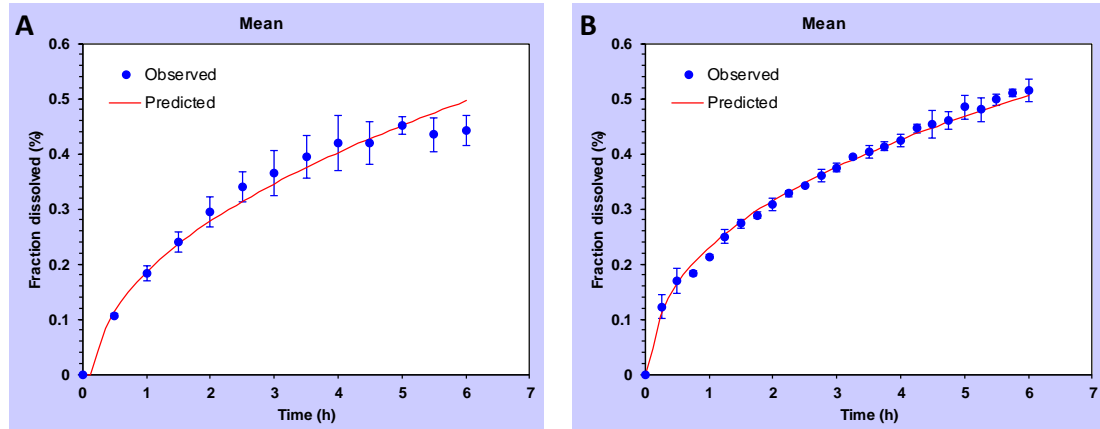 A
Mean
Fraction dissolved (%)
0.6
0.5
0.4
0.3
0.2
0.1
0
Observed
Predicted
0 1 2 3 4 5 6 7
Time (h)
B
Mean
Fraction dissolved (%)
0.6
0.5
0.4
0.3
0.2
0.1
0
Observed
Predicted
0 1 2 3 4 5 6 7
Time (h)